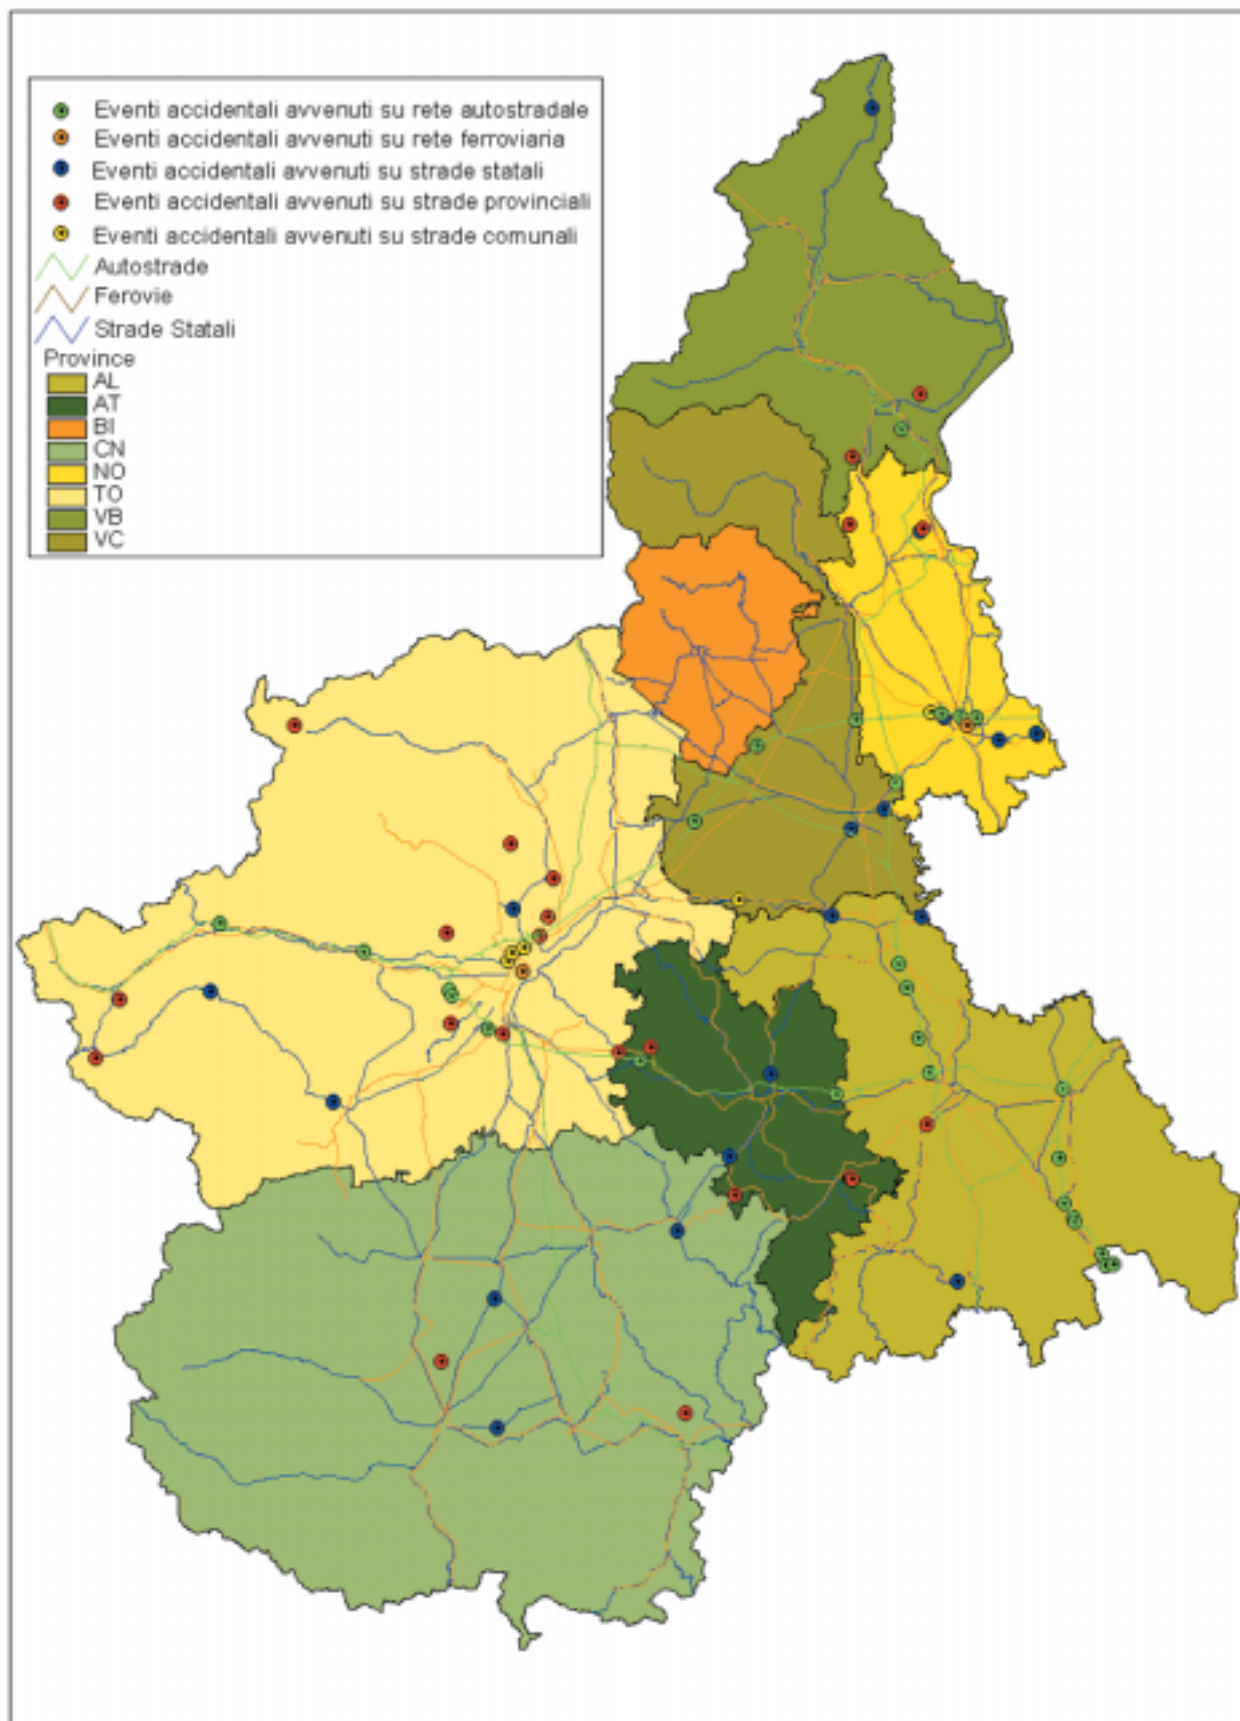 Eventi accidentali avvenuti su rete autostradale
Eventi accidentali avvenuti su rete ferroviaria
Eventi accidentali avvenuti su strade statali
Eventi accidentali avvenuti su strade provinciali
Eventi accidentali avvenuti su strade comunali
Autostrade
Ferovie
Strade Statali
Province
AL
AT
BI
CN
NO
TO
VB
VC